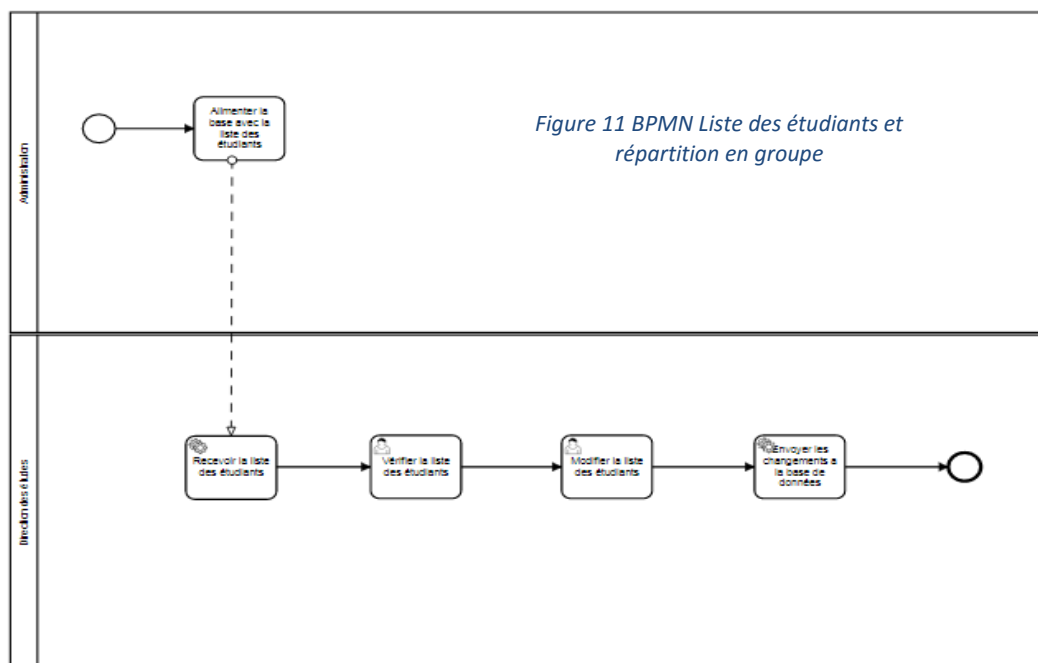 Administration
Alimenter la
base avec la
liste des
étudiants
Figure 11 BPMN Liste des étudiants et
répartition en groupe
Direction des études
Recevoir la liste
des étudiants
Vérifier la liste
des étudiants
Modifier la liste
des étudiants
Envoyer les
changements a
la base de
données